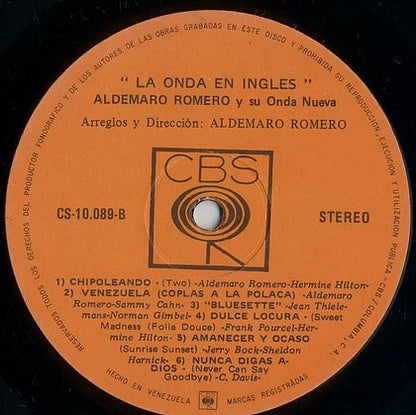 RESERVADOS TODOS LOS DERECHOS DEL PRODUCTOR FONOGRAFICO Y DE LOS AUTORES DE LAS OBRAS GRABADAS EN ESTE DISCO Y PROHIBIDA SU REPRODUCCION, EJECUCION Y UTILIZACION PUBLICA - CBS / COLUMBIA / C. A.
" LA ONDA EN INGLES "
ALDEMARO ROMERO y su Onda Nueva
Arreglos y Dirección: ALDEMARO ROMERO
CBS
CS-10.089-B
STEREO
1) CHIPOLEANDO - (Two) -Aldemaro Romero-Hermine Hilton-
2) VENEZUELA (COPLAS A LA POLACA) -Aldemaro
Romero-Sammy Cahn- 3) "BLUESETTE" -Jean Thiele-
mans-Norman Gimbel- 4) DULCE LOCURA - (Sweet
Madness (Folie Douce) -Frank Pourcel-Her-
mine Hilton- 5) AMANECER Y OCASO
(Sunrise Sunset) -Jerry Bock-Sheldon
Harnick- 6) NUNCA DIGAS A-
DIOS - (Never Can Say
Goodbye) -C. Davis-
HECHO EN VENEZUELA
MARCAS REGISTRADAS